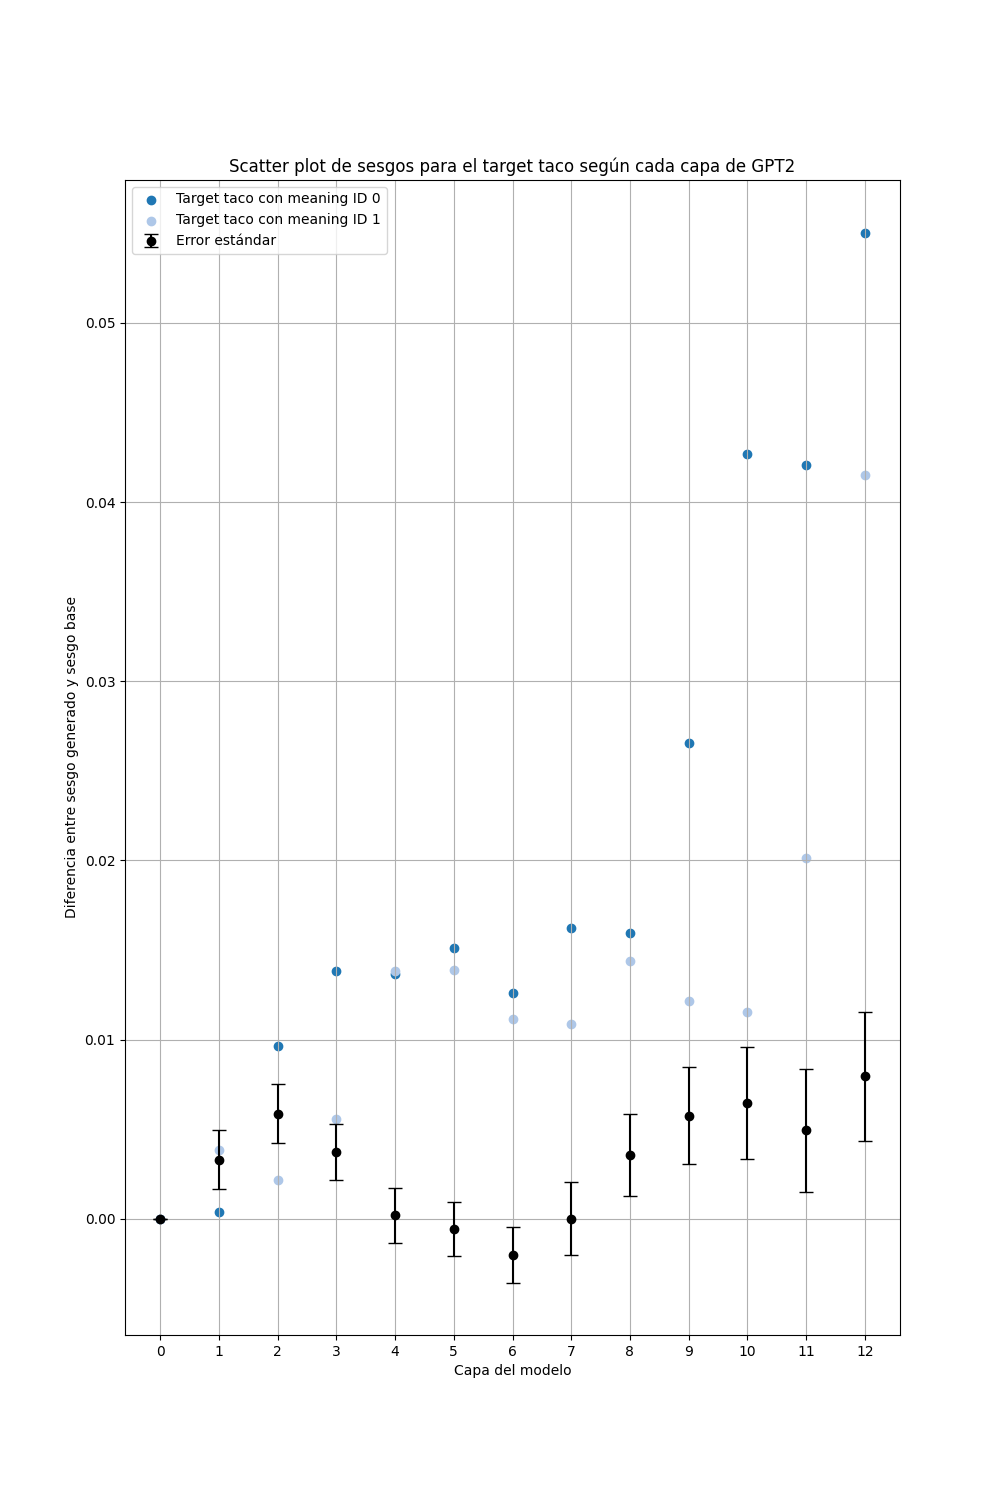 Scatter plot de sesgos para el target taco según cada capa de GPT2
Target taco con meaning ID 0
Target taco con meaning ID 1
Error estándar
Diferencia entre sesgo generado y sesgo base
0.05
0.04
0.03
0.02
0.01
0.00
0 1 2 3 4 5 6 7 8 9 10 11 12
Capa del modelo